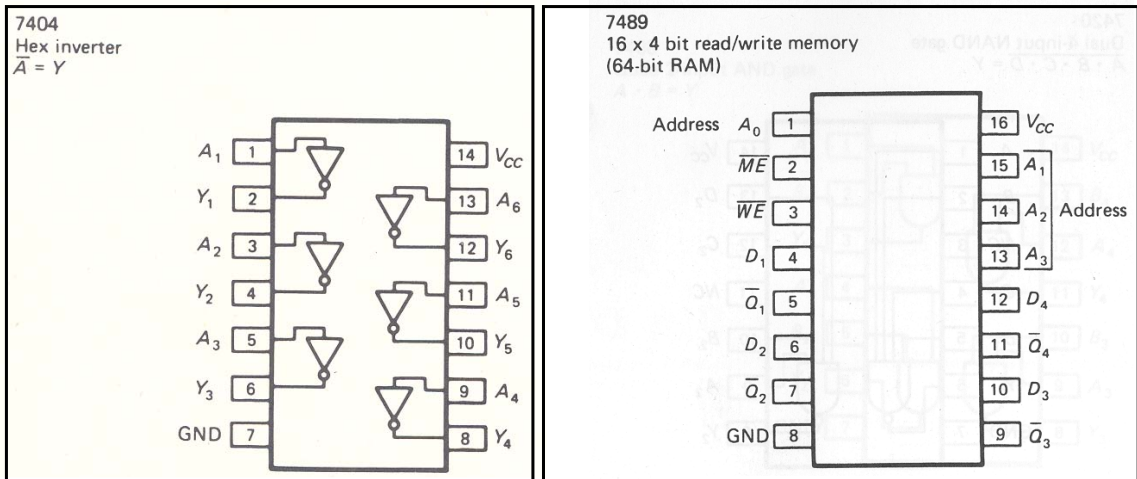 7404
Hex inverter
A̅ = Y
A₁ 1
Y₁ 2
A₂ 3
Y₂ 4
A₃ 5
Y₃ 6
GND 7
14 V_CC
13 A₆
12 Y₆
11 A₅
10 Y₅
9 A₄
8 Y₄
7489
16 x 4 bit read/write memory
(64-bit RAM)
Address A₀ 1
M̅E̅ 2
W̅E̅ 3
D₁ 4
Q̅₁ 5
D₂ 6
Q̅₂ 7
GND 8
16 V_CC
15 A₁
14 A₂ Address
13 A₃
12 D₄
11 Q̅₄
10 D₃
9 Q̅₃